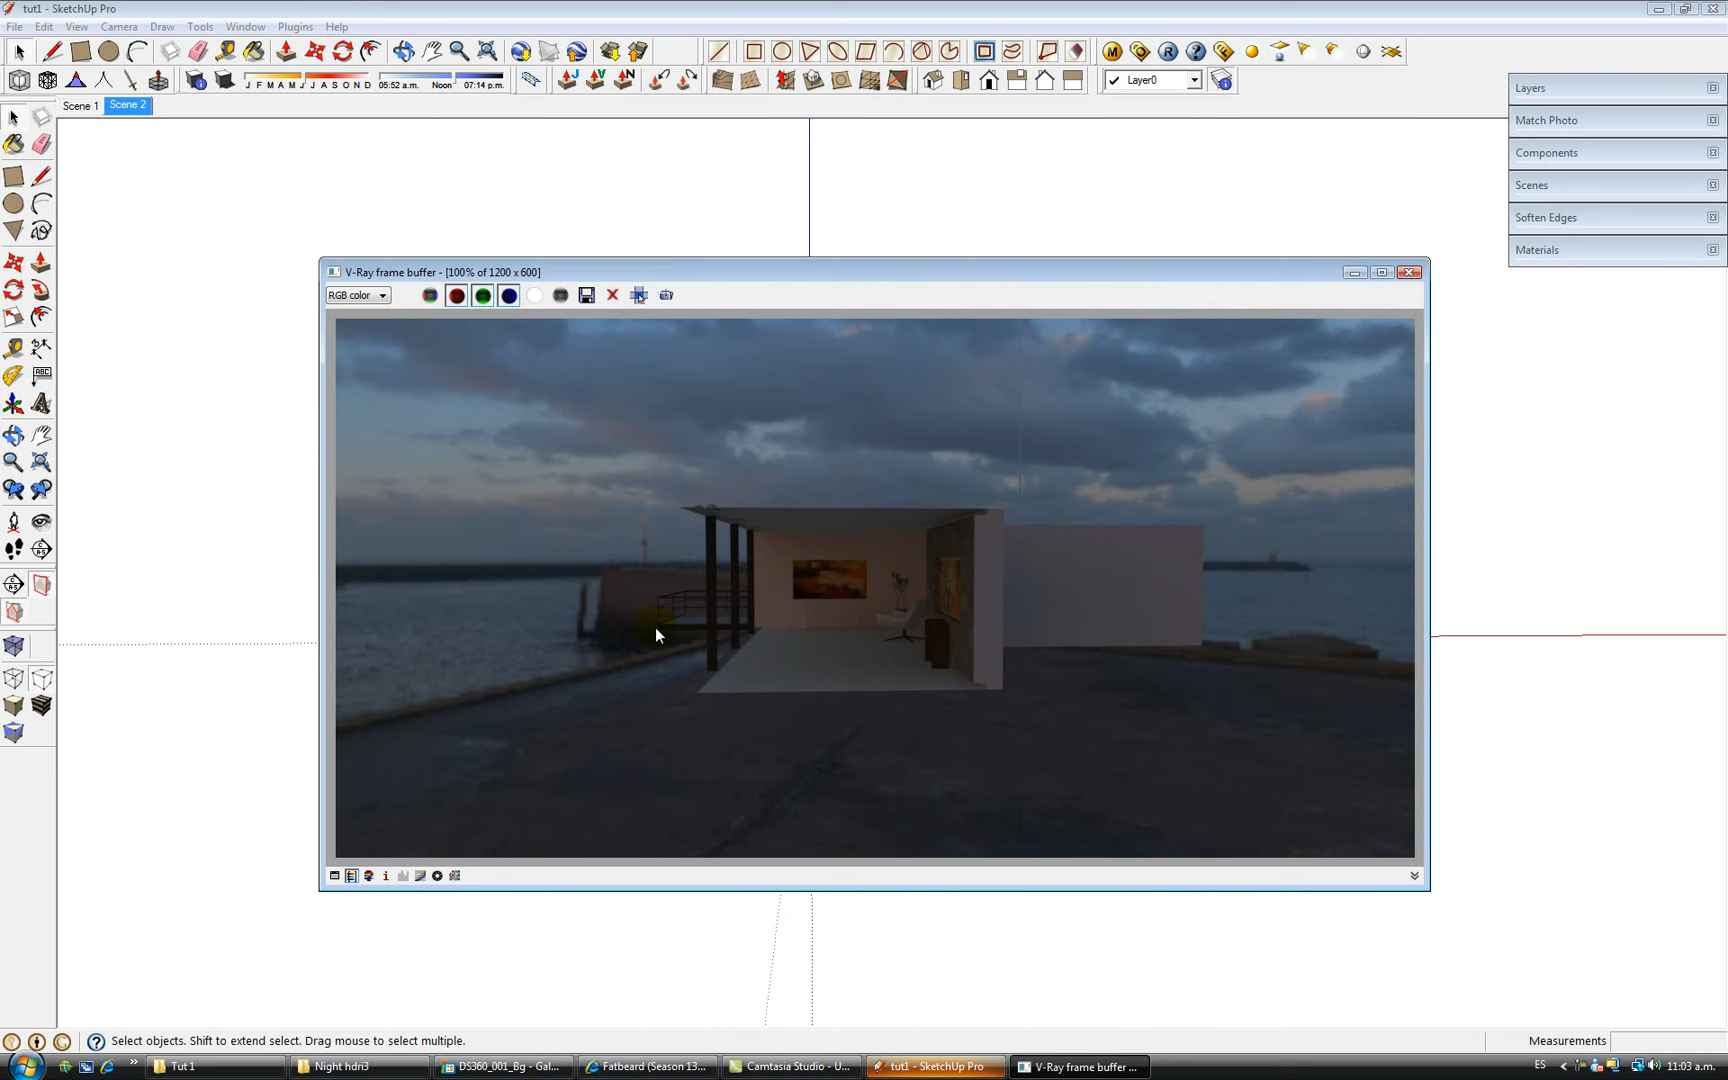 tut1 - SketchUp Pro
File Edit View Camera Draw Tools Window Plugins Help
J F M A M J J A S O N D 05:52 a.m. Noon 07:14 p.m.
Layer0
Scene 1 Scene 2
Layers
Match Photo
Components
Scenes
Soften Edges
Materials
V-Ray frame buffer - [100% of 1200 x 600]
RGB color
Select objects. Shift to extend select. Drag mouse to select multiple.
Measurements
Tut 1
Night hdri3
DS360_001_Bg - Gal...
Fatbeard (Season 13...
Camtasia Studio - U...
tut1 - SketchUp Pro
V-Ray frame buffer ...
ES
11:03 a.m.